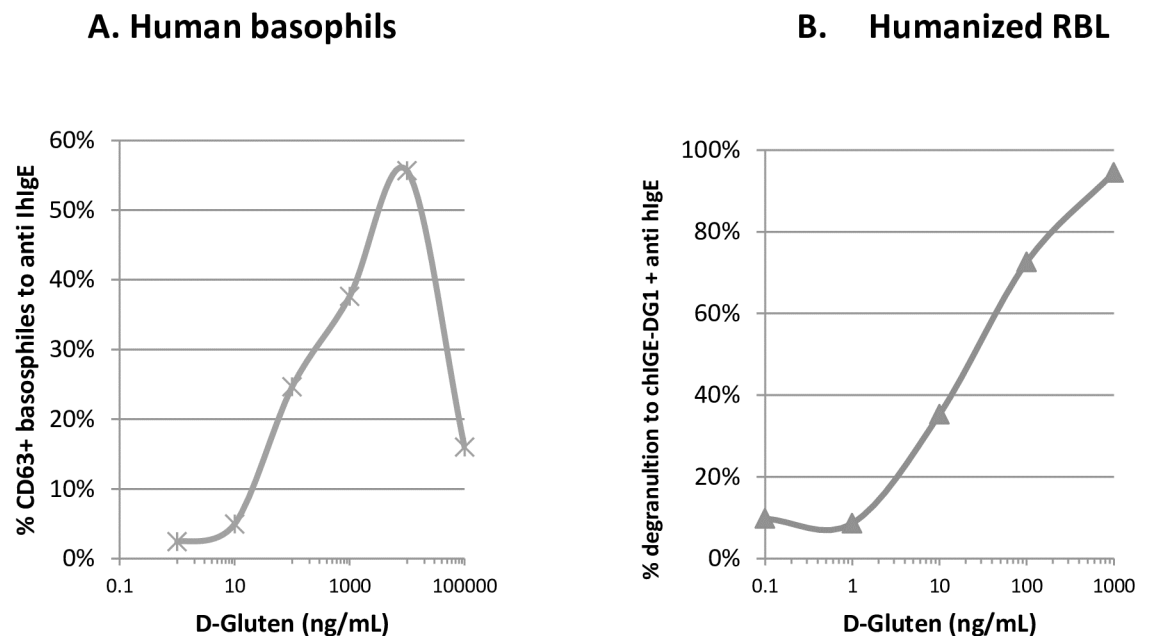 A. Human basophils
60%
50%
40%
30%
20%
10%
0%
% CD63+ basosphiles to anti IhIgE
0.1 10 1000 100000
D-Gluten (ng/mL)
B. Humanized RBL
100%
80%
60%
40%
20%
0%
% degranultion to chIGE-DG1 + anti hIgE
0.1 1 10 100 1000
D-Gluten (ng/mL)